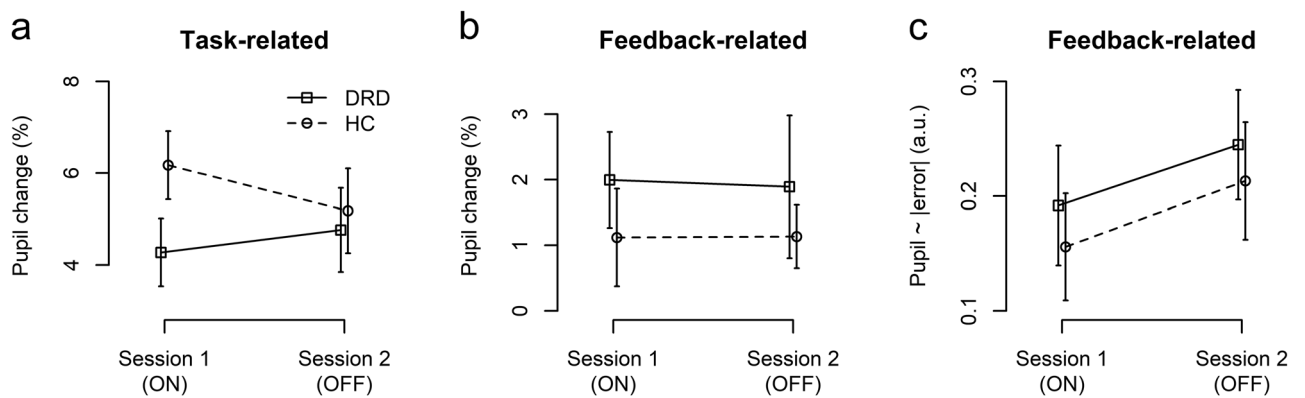 a
Task-related
Pupil change (%)
8
6
4
DRD
HC
Session 1
(ON)
Session 2
(OFF)
b
Feedback-related
Pupil change (%)
3
2
1
0
Session 1
(ON)
Session 2
(OFF)
c
Feedback-related
Pupil ~ |error| (a.u.)
0.3
0.2
0.1
Session 1
(ON)
Session 2
(OFF)